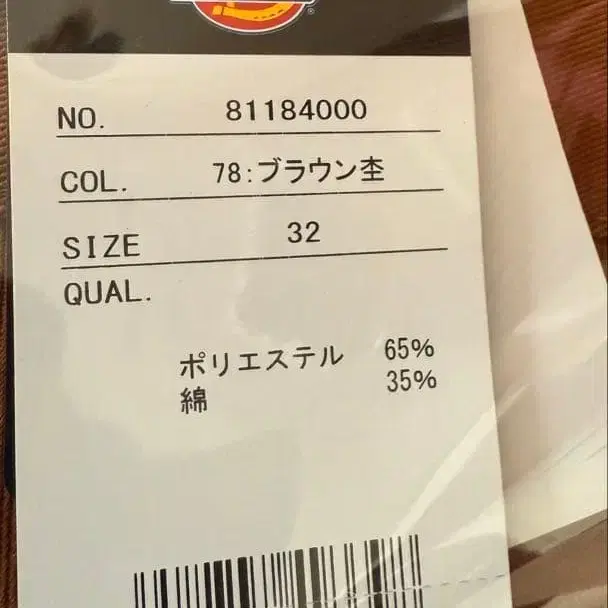 ®
NO. 81184000
COL. 78:ブラウン杢
SIZE 32
QUAL.
ポリエステル 65%
綿 35%